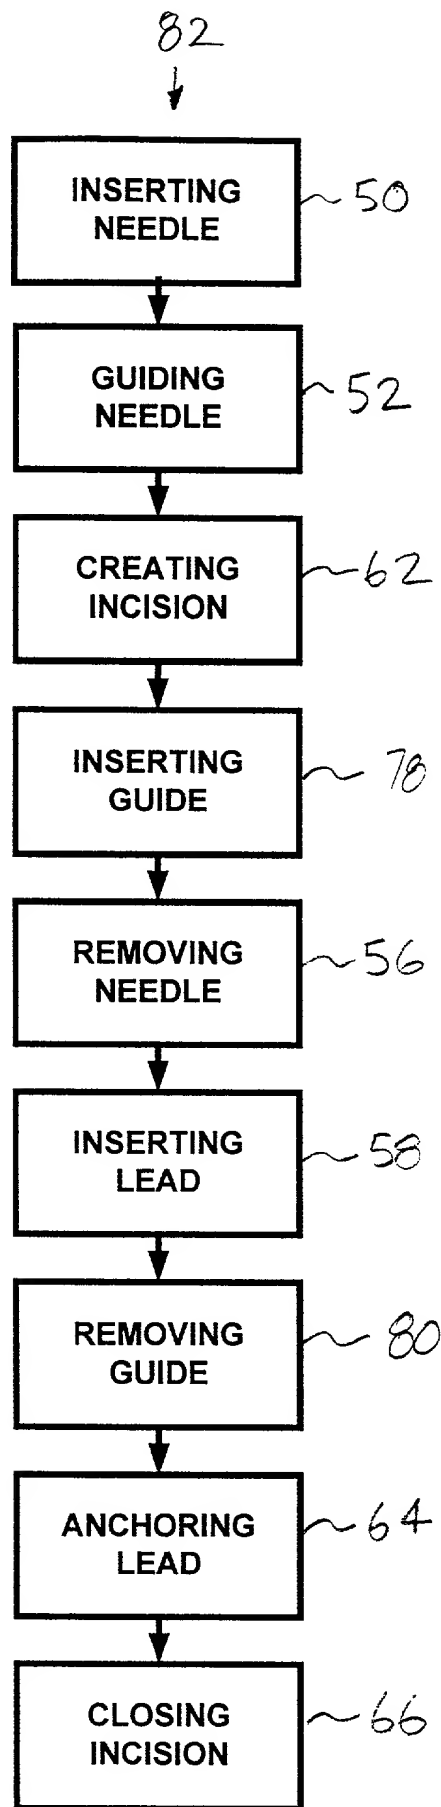 82
INSERTING
NEEDLE
50
GUIDING
NEEDLE
52
CREATING
INCISION
62
INSERTING
GUIDE
78
REMOVING
NEEDLE
56
INSERTING
LEAD
58
REMOVING
GUIDE
80
ANCHORING
LEAD
64
CLOSING
INCISION
66